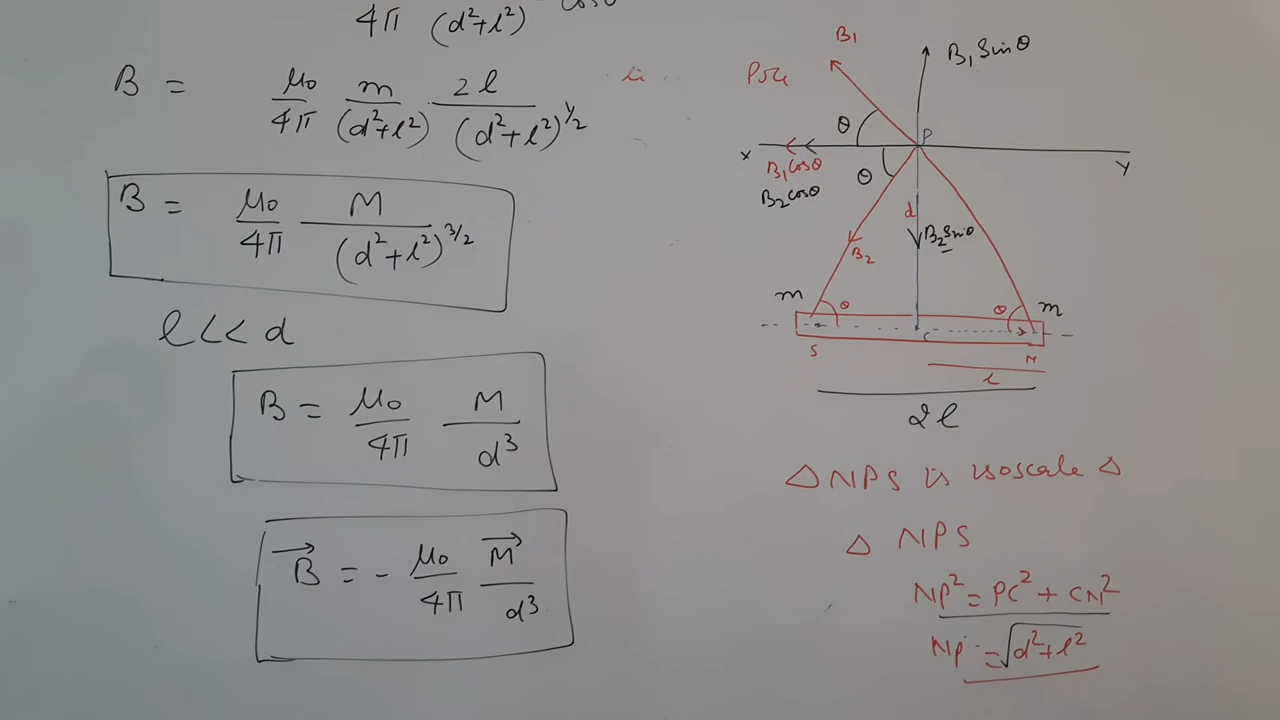 4π (d²+l²) cosθ
B = μ₀/4π m/(d²+l²) 2l/(d²+l²)^½
B = μ₀/4π M/(d²+l²)^3/2
l << d
B = μ₀/4π M/d³
B⃗ = - μ₀/4π M⃗/d³
B₁
B₁ Sinθ
θ
P
X
Y
B₁cosθ
B₂cosθ
θ
d
B₂Sinθ
B₂
m
θ
θ
m
S
C
N
l
2l
△ NPS is isoscale △
△ NPS
NP² = PC² + CN²
NP = √d²+l²